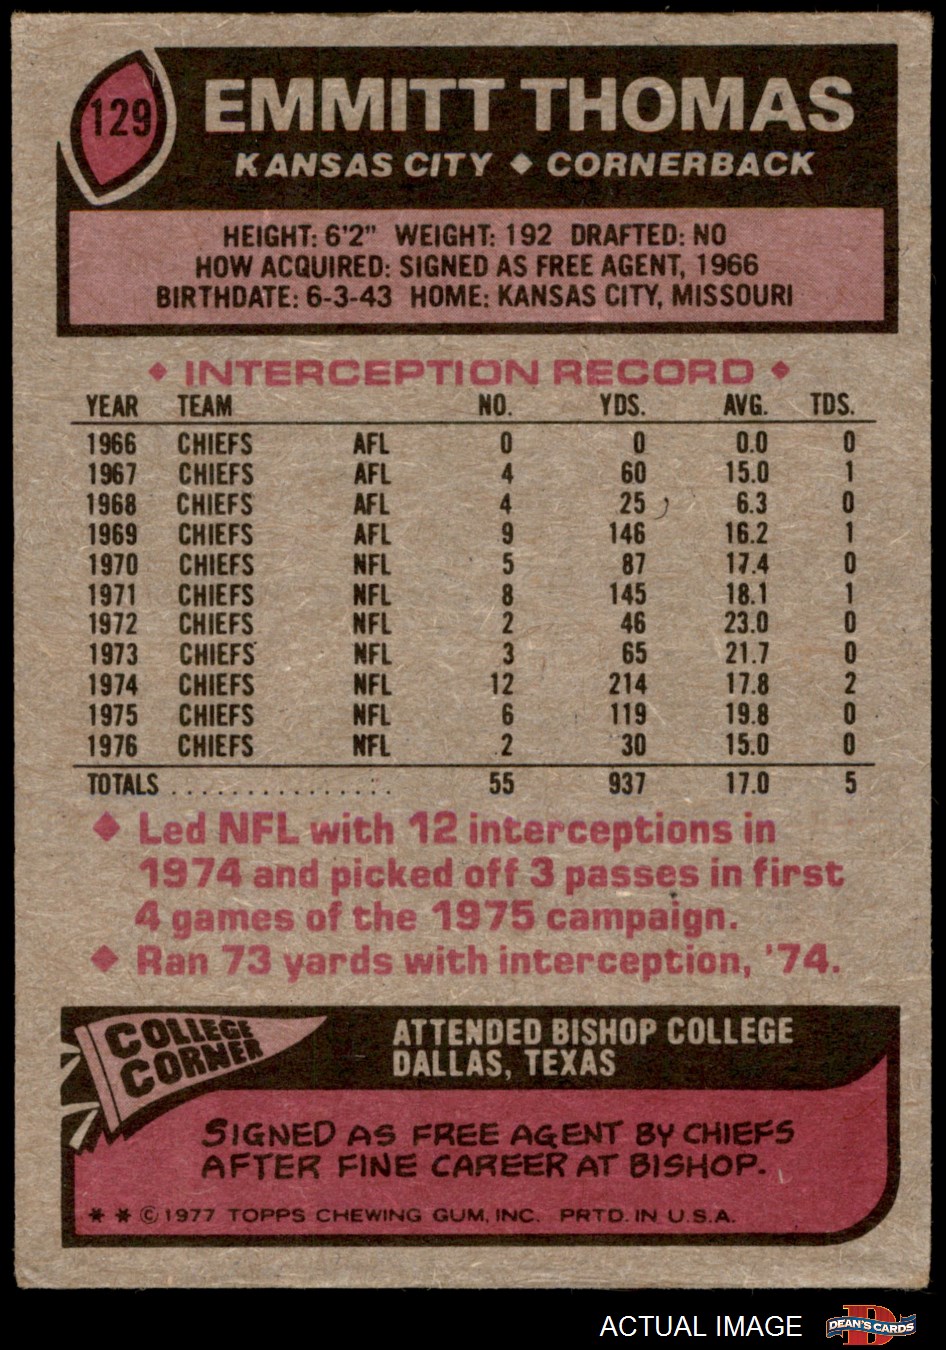 129
EMMITT THOMAS
KANSAS CITY ♦ CORNERBACK
HEIGHT: 6'2" WEIGHT: 192 DRAFTED: NO
HOW ACQUIRED: SIGNED AS FREE AGENT, 1966
BIRTHDATE: 6-3-43 HOME: KANSAS CITY, MISSOURI
♦ INTERCEPTION RECORD ♦
YEAR TEAM NO. YDS. AVG. TDS.
1966 CHIEFS AFL 0 0 0.0 0
1967 CHIEFS AFL 4 60 15.0 1
1968 CHIEFS AFL 4 25 6.3 0
1969 CHIEFS AFL 9 146 16.2 1
1970 CHIEFS NFL 5 87 17.4 0
1971 CHIEFS NFL 8 145 18.1 1
1972 CHIEFS NFL 2 46 23.0 0
1973 CHIEFS NFL 3 65 21.7 0
1974 CHIEFS NFL 12 214 17.8 2
1975 CHIEFS NFL 6 119 19.8 0
1976 CHIEFS NFL 2 30 15.0 0
TOTALS . . . . . . . . . . . . . . . 55 937 17.0 5
♦ Led NFL with 12 interceptions in
1974 and picked off 3 passes in first
4 games of the 1975 campaign.
♦ Ran 73 yards with interception, '74.
COLLEGE
CORNER
ATTENDED BISHOP COLLEGE
DALLAS, TEXAS
SIGNED AS FREE AGENT BY CHIEFS
AFTER FINE CAREER AT BISHOP.
* * © 1977 TOPPS CHEWING GUM, INC. PRTD. IN U.S.A.
ACTUAL IMAGE
D
DEAN'S CARDS